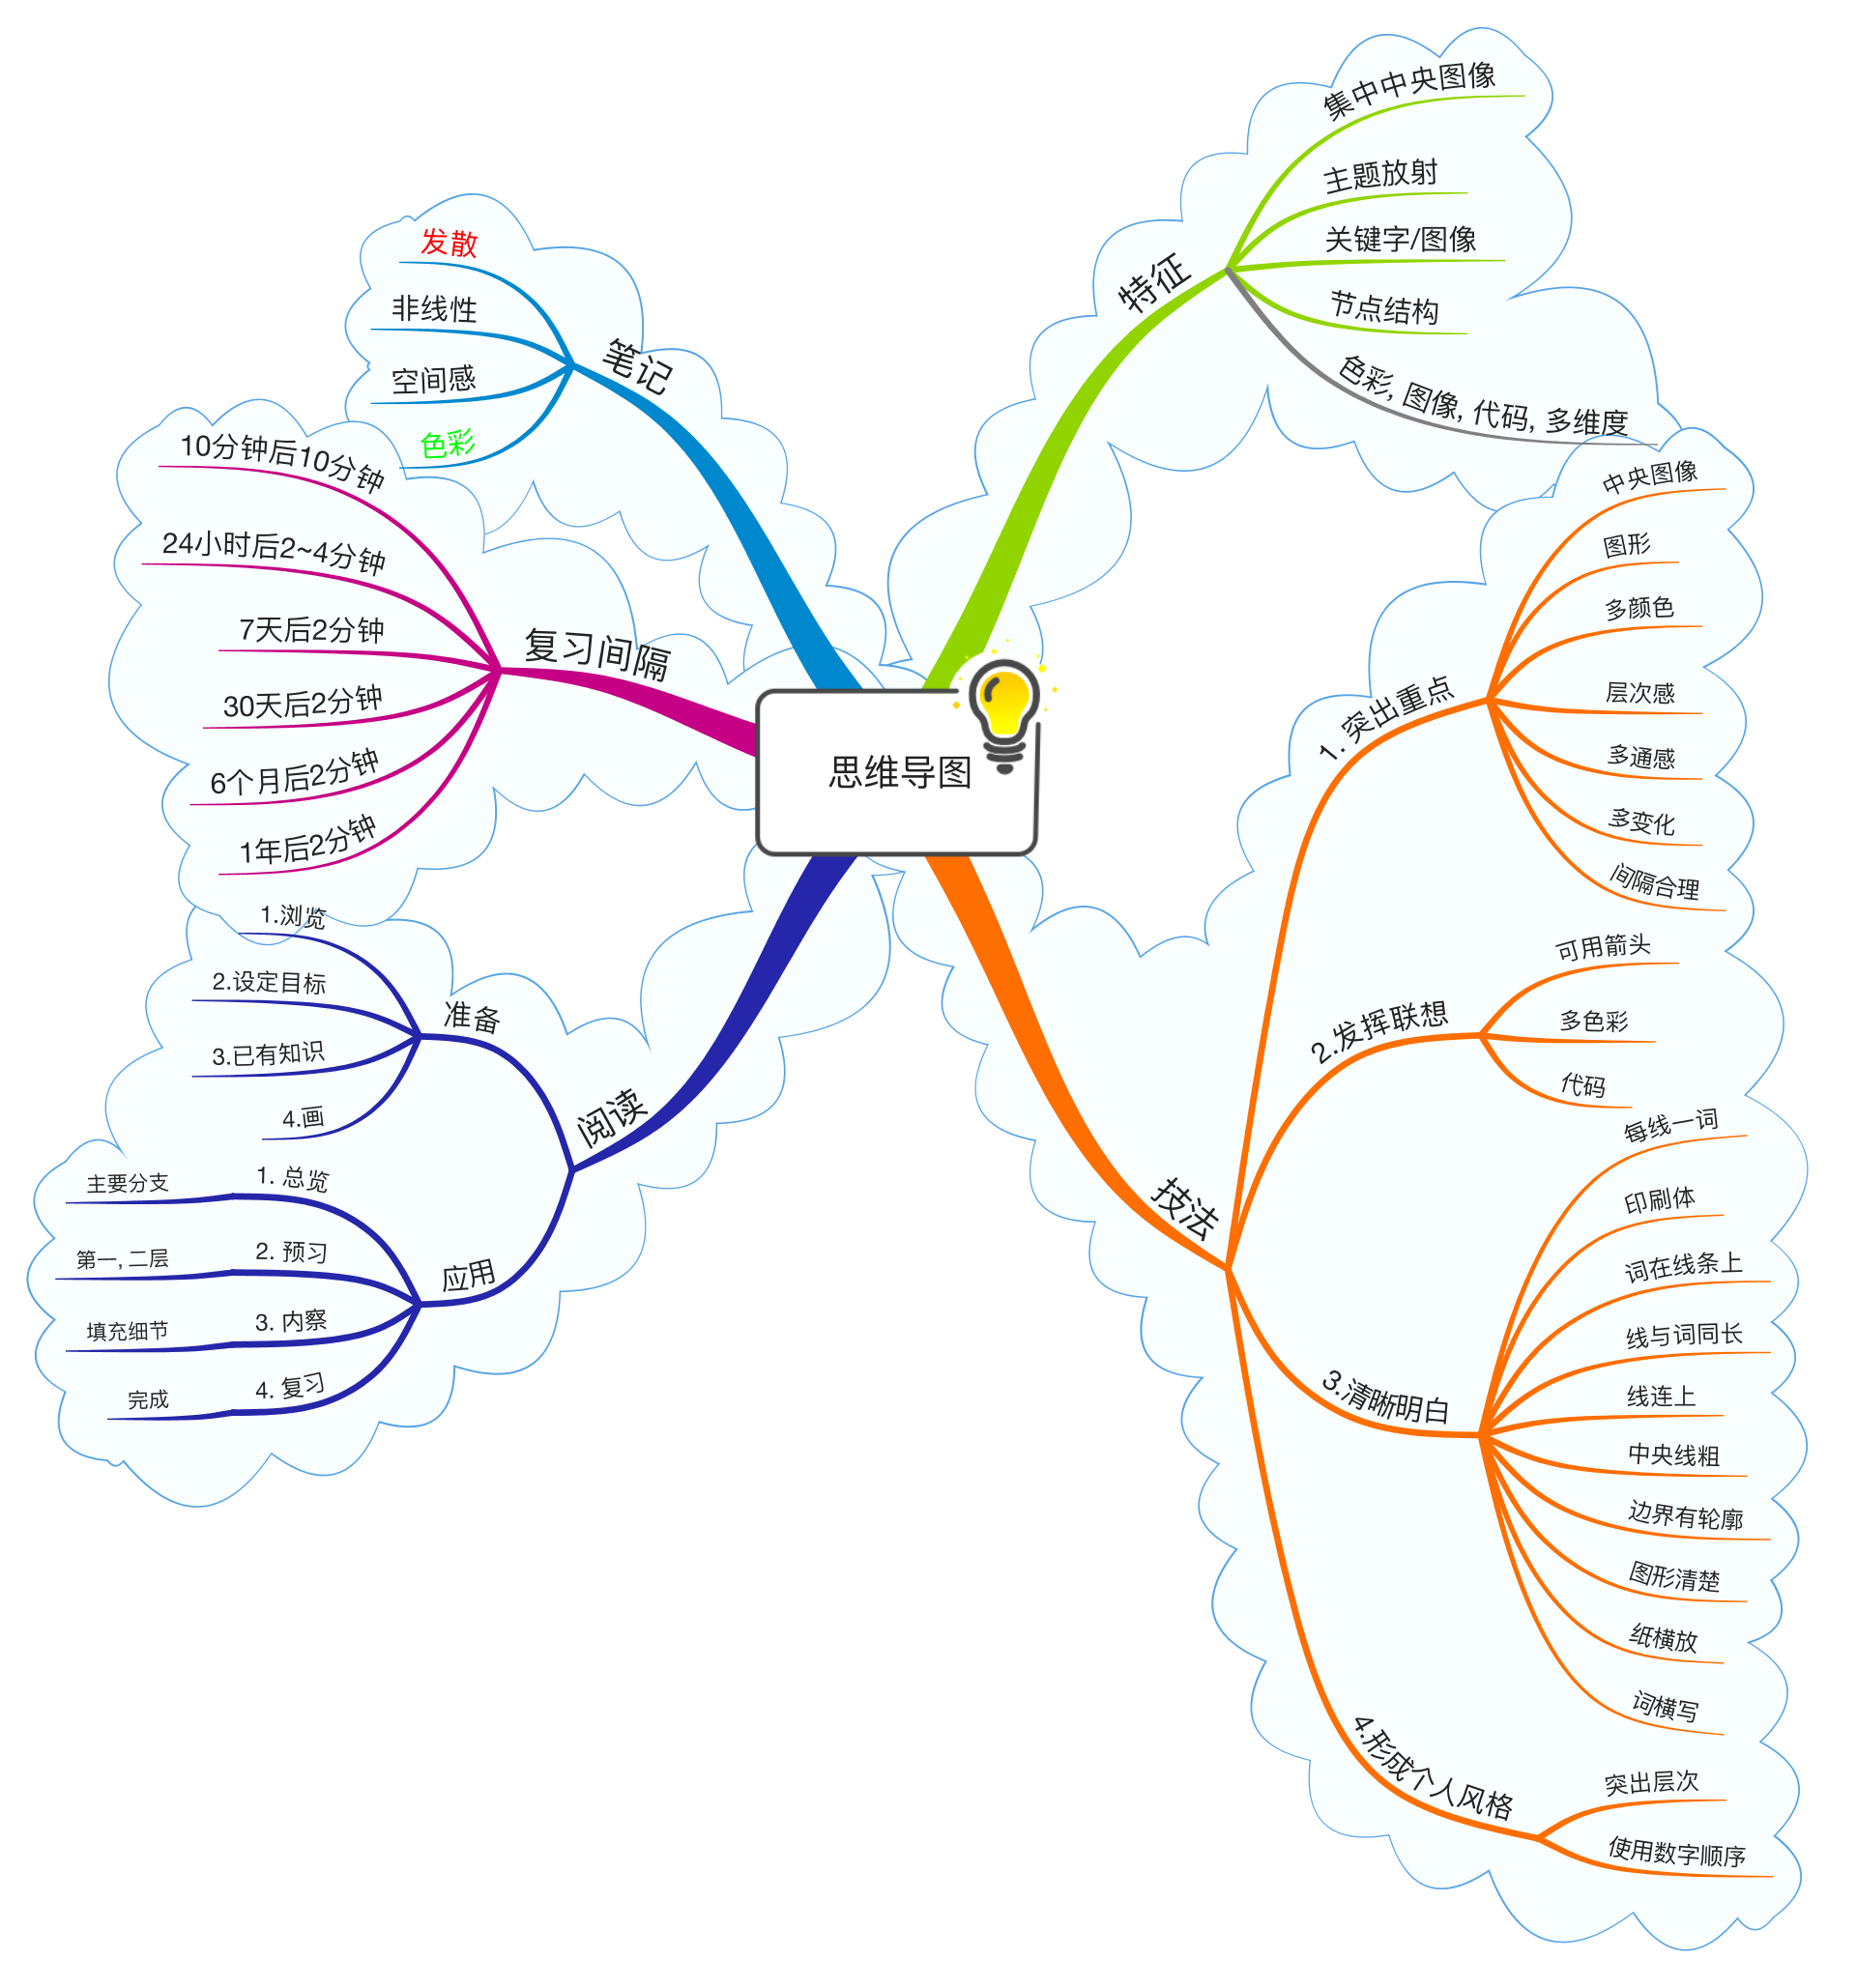 思维导图
特征
集中中央图像
主题放射
关键字/图像
节点结构
色彩, 图像, 代码, 多维度
技法
1. 突出重点
中央图像
图形
多颜色
层次感
多通感
多变化
间隔合理
2.发挥联想
可用箭头
多色彩
代码
3.清晰明白
每线一词
印刷体
词在线条上
线与词同长
线连上
中央线粗
边界有轮廓
图形清楚
纸横放
词横写
4.形成个人风格
突出层次
使用数字顺序
阅读
准备
1.浏览
2.设定目标
3.已有知识
4.画
应用
1. 总览
主要分支
2. 预习
第一, 二层
3. 内察
填充细节
4. 复习
完成
复习间隔
10分钟后10分钟
24小时后2~4分钟
7天后2分钟
30天后2分钟
6个月后2分钟
1年后2分钟
笔记
发散
非线性
空间感
色彩